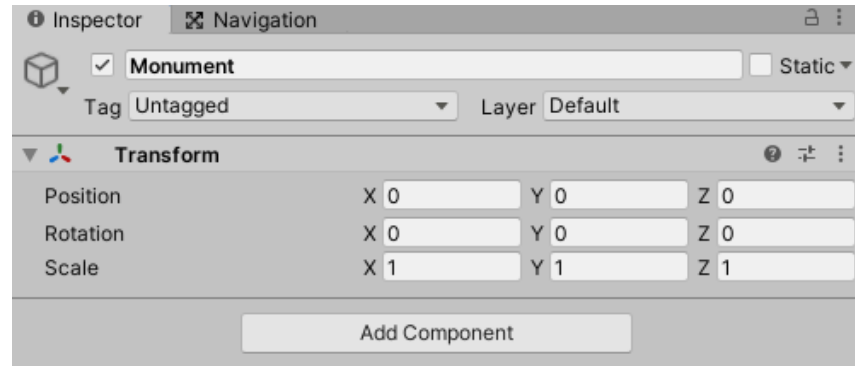 Inspector Navigation
Monument Static
Tag Untagged Layer Default
Transform
Position X 0 Y 0 Z 0
Rotation X 0 Y 0 Z 0
Scale X 1 Y 1 Z 1
Add Component